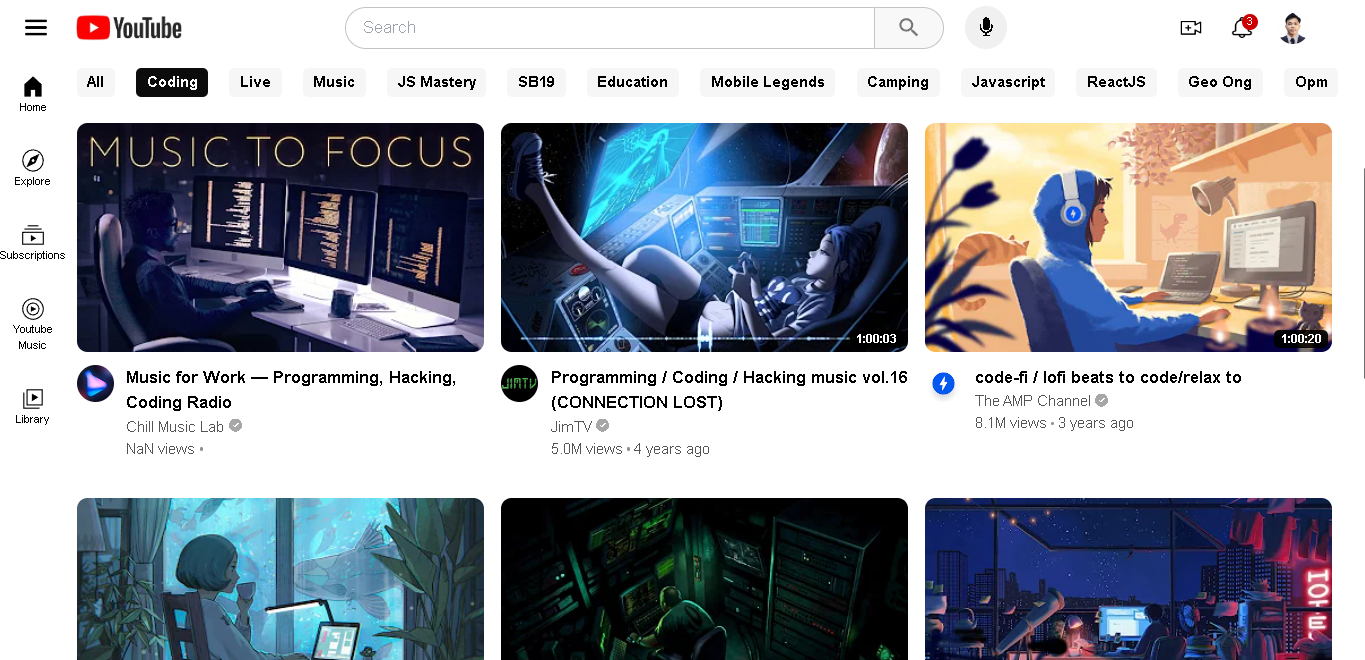 YouTube
Search
3
All
Coding
Live
Music
JS Mastery
SB19
Education
Mobile Legends
Camping
Javascript
ReactJS
Geo Ong
Opm
Home
Explore
Subscriptions
Youtube
Music
Library
MUSIC TO FOCUS
1:00:03
1:00:20
Music for Work — Programming, Hacking,
Coding Radio
Chill Music Lab
NaN views •
JIMTV
Programming / Coding / Hacking music vol.16
(CONNECTION LOST)
JimTV
5.0M views • 4 years ago
code-fi / lofi beats to code/relax to
The AMP Channel
8.1M views • 3 years ago